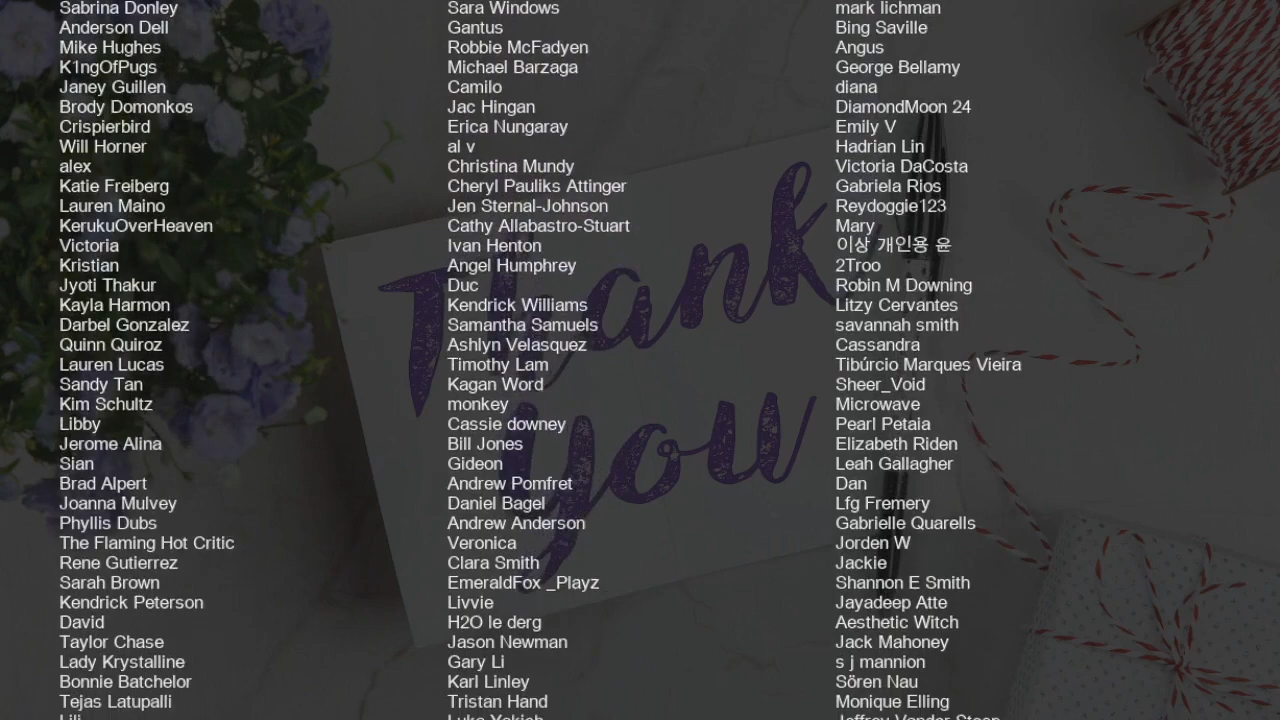 Sabrina Donley
Anderson Dell
Mike Hughes
K1ngOfPugs
Janey Guillen
Brody Domonkos
Crispierbird
Will Horner
alex
Katie Freiberg
Lauren Maino
KerukuOverHeaven
Victoria
Kristian
Jyoti Thakur
Kayla Harmon
Darbel Gonzalez
Quinn Quiroz
Lauren Lucas
Sandy Tan
Kim Schultz
Libby
Jerome Alina
Sian
Brad Alpert
Joanna Mulvey
Phyllis Dubs
The Flaming Hot Critic
Rene Gutierrez
Sarah Brown
Kendrick Peterson
David
Taylor Chase
Lady Krystalline
Bonnie Batchelor
Tejas Latupalli
Sara Windows
Gantus
Robbie McFadyen
Michael Barzaga
Camilo
Jac Hingan
Erica Nungaray
al v
Christina Mundy
Cheryl Pauliks Attinger
Jen Sternal-Johnson
Cathy Allabastro-Stuart
Ivan Henton
Angel Humphrey
Duc
Kendrick Williams
Samantha Samuels
Ashlyn Velasquez
Timothy Lam
Kagan Word
monkey
Cassie downey
Bill Jones
Gideon
Andrew Pomfret
Daniel Bagel
Andrew Anderson
Veronica
Clara Smith
EmeraldFox _Playz
Livvie
H2O le derg
Jason Newman
Gary Li
Karl Linley
Tristan Hand
mark lichman
Bing Saville
Angus
George Bellamy
diana
DiamondMoon 24
Emily V
Hadrian Lin
Victoria DaCosta
Gabriela Rios
Reydoggie123
Mary
이상 개인용 윤
2Troo
Robin M Downing
Litzy Cervantes
savannah smith
Cassandra
Tibúrcio Marques Vieira
Sheer_Void
Microwave
Pearl Petaia
Elizabeth Riden
Leah Gallagher
Dan
Lfg Fremery
Gabrielle Quarells
Jorden W
Jackie
Shannon E Smith
Jayadeep Atte
Aesthetic Witch
Jack Mahoney
s j mannion
Sören Nau
Monique Elling
Thank
you